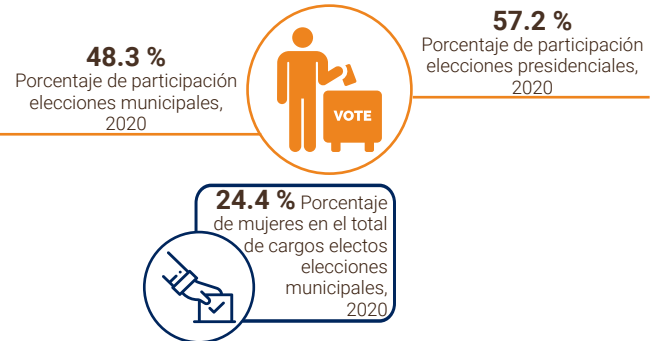 48.3 %
Porcentaje de participación
elecciones municipales,
2020
VOTE
57.2 %
Porcentaje de participación
elecciones presidenciales,
2020
24.4 % Porcentaje
de mujeres en el total
de cargos electos
elecciones
municipales,
2020